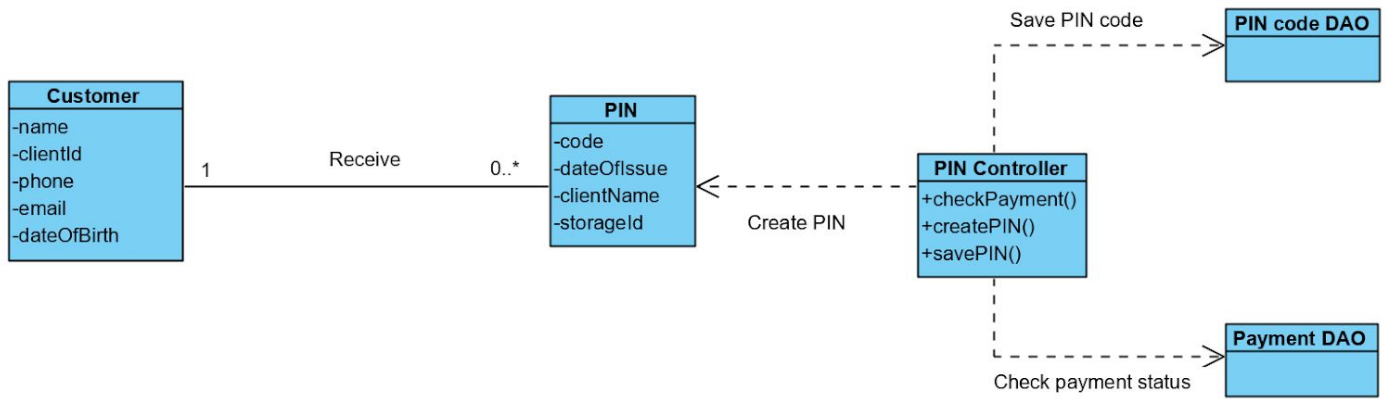 Customer
-name
-clientId
-phone
-email
-dateOfBirth
1
Receive
0..*
PIN
-code
-dateOfIssue
-clientName
-storageId
Create PIN
PIN Controller
+checkPayment()
+createPIN()
+savePIN()
Save PIN code
PIN code DAO
Check payment status
Payment DAO